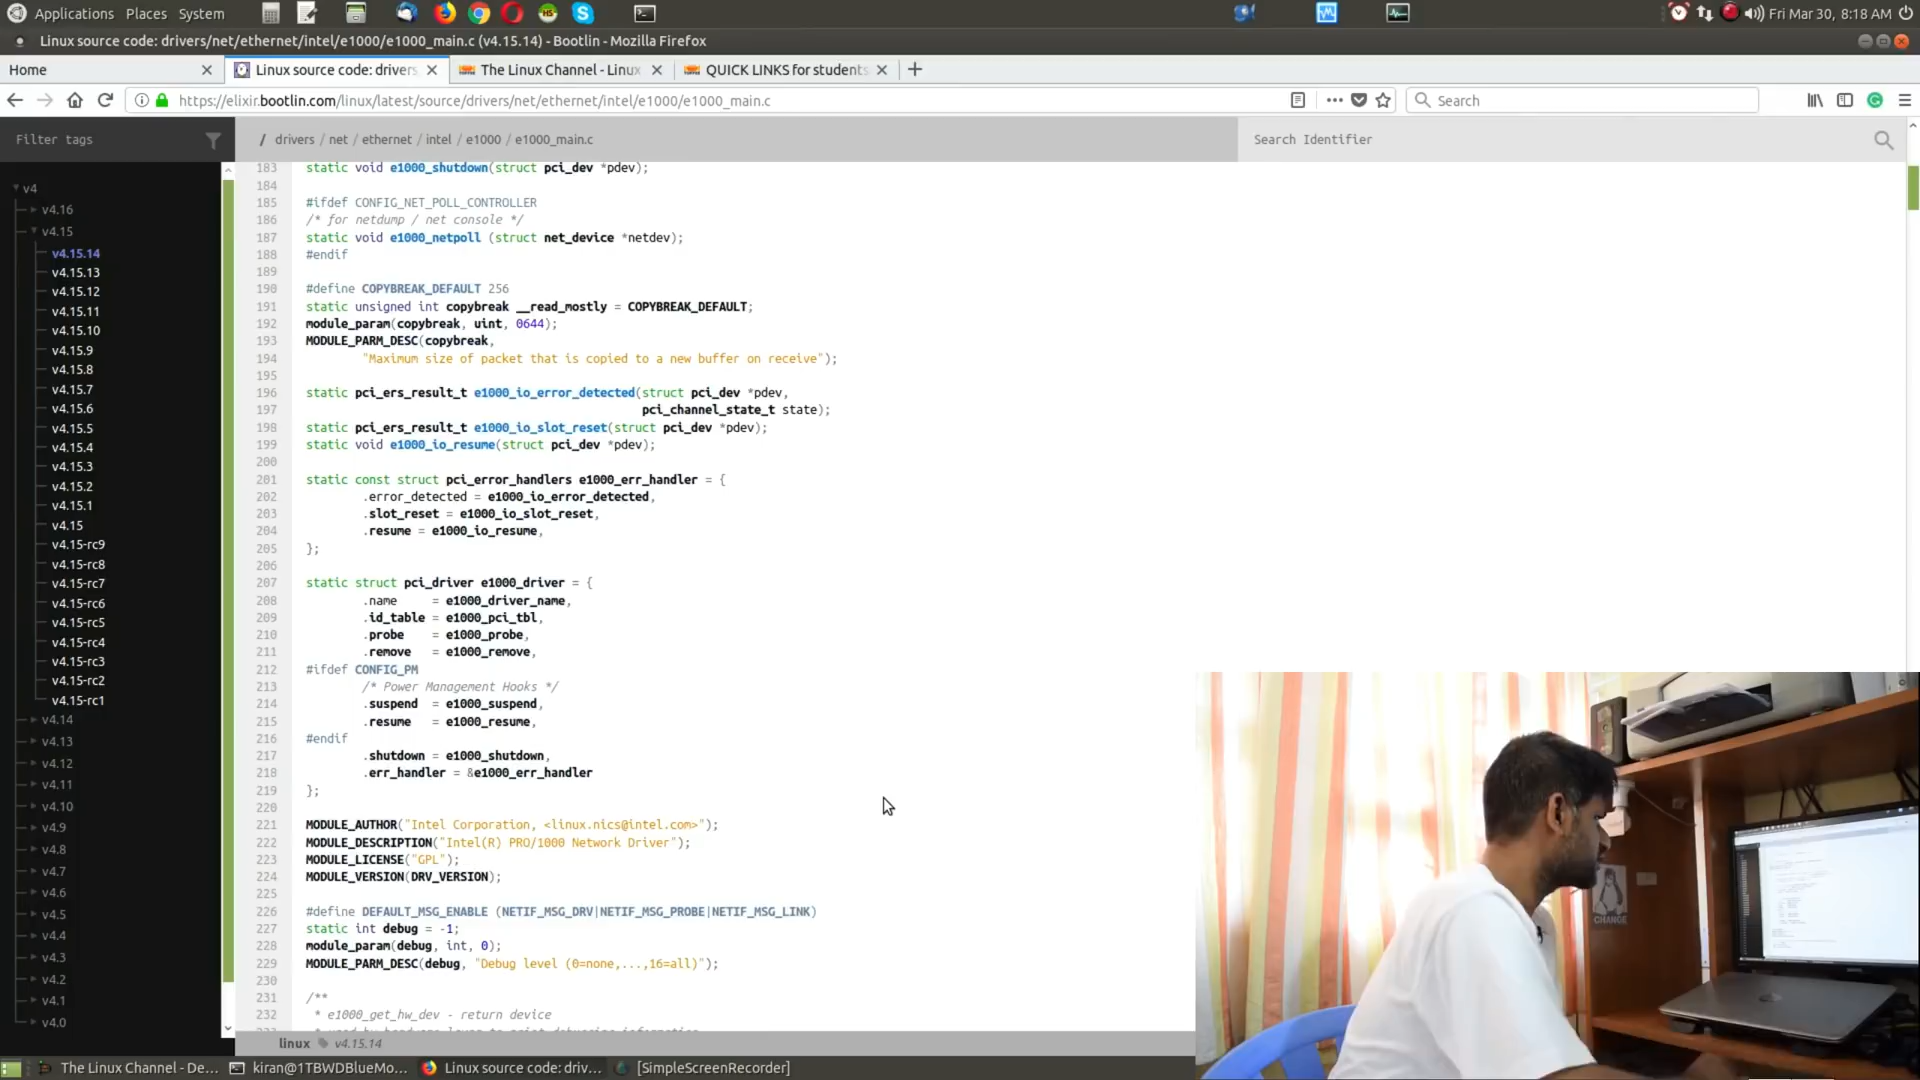 Applications Places System
Fri Mar 30, 8:18 AM
Linux source code: drivers/net/ethernet/intel/e1000/e1000_main.c (v4.15.14) - Bootlin - Mozilla Firefox
Home
Linux source code: drivers
The Linux Channel - Linux
QUICK LINKS for students
https://elixir.bootlin.com/linux/latest/source/drivers/net/ethernet/intel/e1000/e1000_main.c
Search
Filter tags
/ drivers / net / ethernet / intel / e1000 / e1000_main.c
Search Identifier
v4
v4.16
v4.15
v4.15.14
v4.15.13
v4.15.12
v4.15.11
v4.15.10
v4.15.9
v4.15.8
v4.15.7
v4.15.6
v4.15.5
v4.15.4
v4.15.3
v4.15.2
v4.15.1
v4.15
v4.15-rc9
v4.15-rc8
v4.15-rc7
v4.15-rc6
v4.15-rc5
v4.15-rc4
v4.15-rc3
v4.15-rc2
v4.15-rc1
v4.14
v4.13
v4.12
v4.11
v4.10
v4.9
v4.8
v4.7
v4.6
v4.5
v4.4
v4.3
v4.2
v4.1
v4.0
183 static void e1000_shutdown(struct pci_dev *pdev);
184
185 #ifdef CONFIG_NET_POLL_CONTROLLER
186 /* for netdump / net console */
187 static void e1000_netpoll (struct net_device *netdev);
188 #endif
189
190 #define COPYBREAK_DEFAULT 256
191 static unsigned int copybreak __read_mostly = COPYBREAK_DEFAULT;
192 module_param(copybreak, uint, 0644);
193 MODULE_PARM_DESC(copybreak,
194 "Maximum size of packet that is copied to a new buffer on receive");
195
196 static pci_ers_result_t e1000_io_error_detected(struct pci_dev *pdev,
197 pci_channel_state_t state);
198 static pci_ers_result_t e1000_io_slot_reset(struct pci_dev *pdev);
199 static void e1000_io_resume(struct pci_dev *pdev);
200
201 static const struct pci_error_handlers e1000_err_handler = {
202 .error_detected = e1000_io_error_detected,
203 .slot_reset = e1000_io_slot_reset,
204 .resume = e1000_io_resume,
205 };
206
207 static struct pci_driver e1000_driver = {
208 .name = e1000_driver_name,
209 .id_table = e1000_pci_tbl,
210 .probe = e1000_probe,
211 .remove = e1000_remove,
212 #ifdef CONFIG_PM
213 /* Power Management Hooks */
214 .suspend = e1000_suspend,
215 .resume = e1000_resume,
216 #endif
217 .shutdown = e1000_shutdown,
218 .err_handler = &e1000_err_handler
219 };
220
221 MODULE_AUTHOR("Intel Corporation, <linux.nics@intel.com>");
222 MODULE_DESCRIPTION("Intel(R) PRO/1000 Network Driver");
223 MODULE_LICENSE("GPL");
224 MODULE_VERSION(DRV_VERSION);
225
226 #define DEFAULT_MSG_ENABLE (NETIF_MSG_DRV|NETIF_MSG_PROBE|NETIF_MSG_LINK)
227 static int debug = -1;
228 module_param(debug, int, 0);
229 MODULE_PARM_DESC(debug, "Debug level (0=none,...,16=all)");
230
231 /**
232 * e1000_get_hw_dev - return device
linux v4.15.14
CHANGE
The Linux Channel - De...
kiran@1TBWDBlueMo...
Linux source code: driv...
[SimpleScreenRecorder]